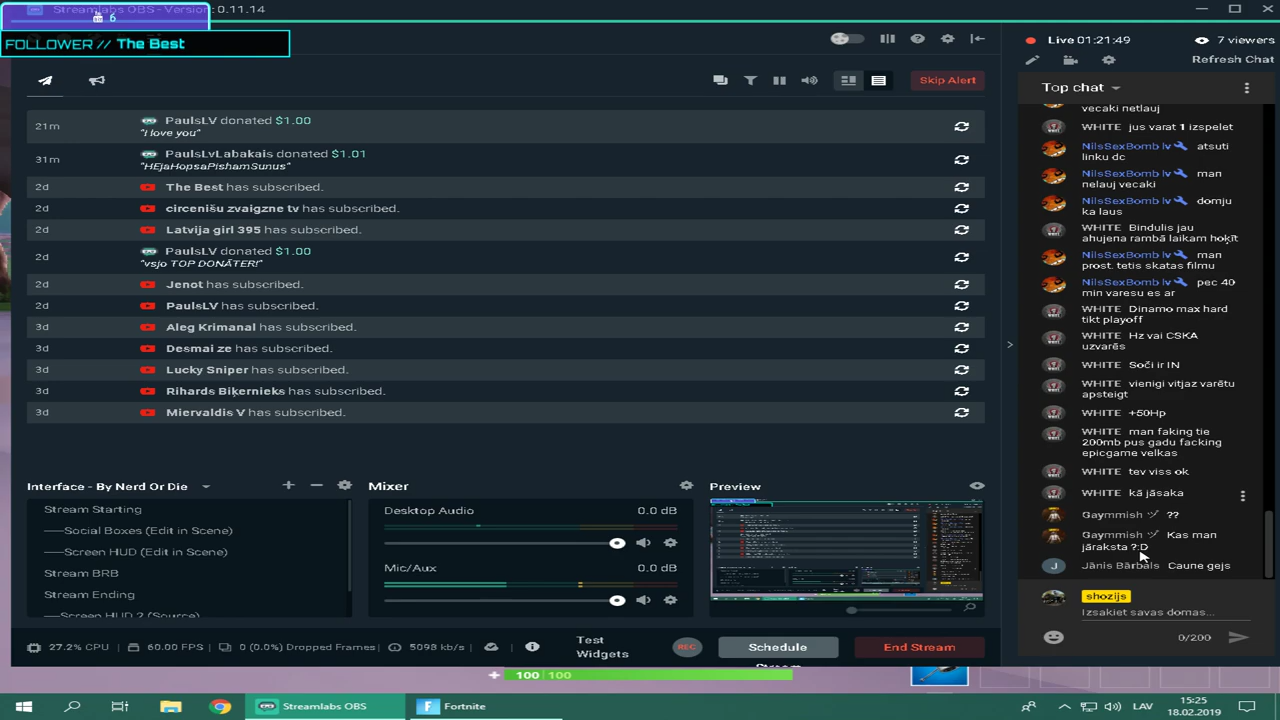 Streamlabs OBS - Version: 0.11.14
6
FOLLOWER // The Best
Skip Alert
21m
PaulsLV donated $1.00
"I love you"
31m
PaulsLvLabakais donated $1.01
"HEjaHopsaPishamSunus"
2d
The Best has subscribed.
2d
circenišu zvaigzne tv has subscribed.
2d
Latvija girl 395 has subscribed.
2d
PaulsLV donated $1.00
"vsjo TOP DONĀTER!"
2d
Jenot has subscribed.
2d
PaulsLV has subscribed.
3d
Aleg Krimanal has subscribed.
3d
Desmai ze has subscribed.
3d
Lucky Sniper has subscribed.
3d
Rihards Biķernieks has subscribed.
3d
Miervaldis V has subscribed.
Interface - By Nerd Or Die
Stream Starting
-----Social Boxes (Edit in Scene)
-----Screen HUD (Edit in Scene)
Stream BRB
Stream Ending
-----Screen HUD 2 (Source)
Mixer
Desktop Audio
0.0 dB
Mic/Aux
0.0 dB
Preview
27.2% CPU
60.00 FPS
0 (0.0%) Dropped Frames
5098 kb/s
Test
Widgets
REC
Schedule
Stream
End Stream
100 | 100
Live 01:21:49
7 viewers
Refresh Chat
Top chat
vecaki netlauj
WHITE jus varat 1 izspelet
NilsSexBomb lv atsuti
linku dc
NilsSexBomb lv man
nelauj vecaki
NilsSexBomb lv domju
ka laus
WHITE Bindulis jau
ahujena rambā laikam hoķīt
NilsSexBomb lv man
prost. tetis skatas filmu
NilsSexBomb lv pec 40
min varesu es ar
WHITE Dinamo max hard
tikt playoff
WHITE Hz vai CSKA
uzvarēs
WHITE Soči ir IN
WHITE vienigi vitjaz varētu
apsteigt
WHITE +50Hp
WHITE man faking tie
200mb pus gadu facking
epicgame velkas
WHITE tev viss ok
WHITE kā jāsaka
Gaymmish ヅ ??
Gaymmish ヅ Kas man
jāraksta ?:D
J
Jānis Bārbals Caune gejs
shozijs
Izsakiet savas domas...
0/200
Streamlabs OBS
Fortnite
LAV
15:25
18.02.2019